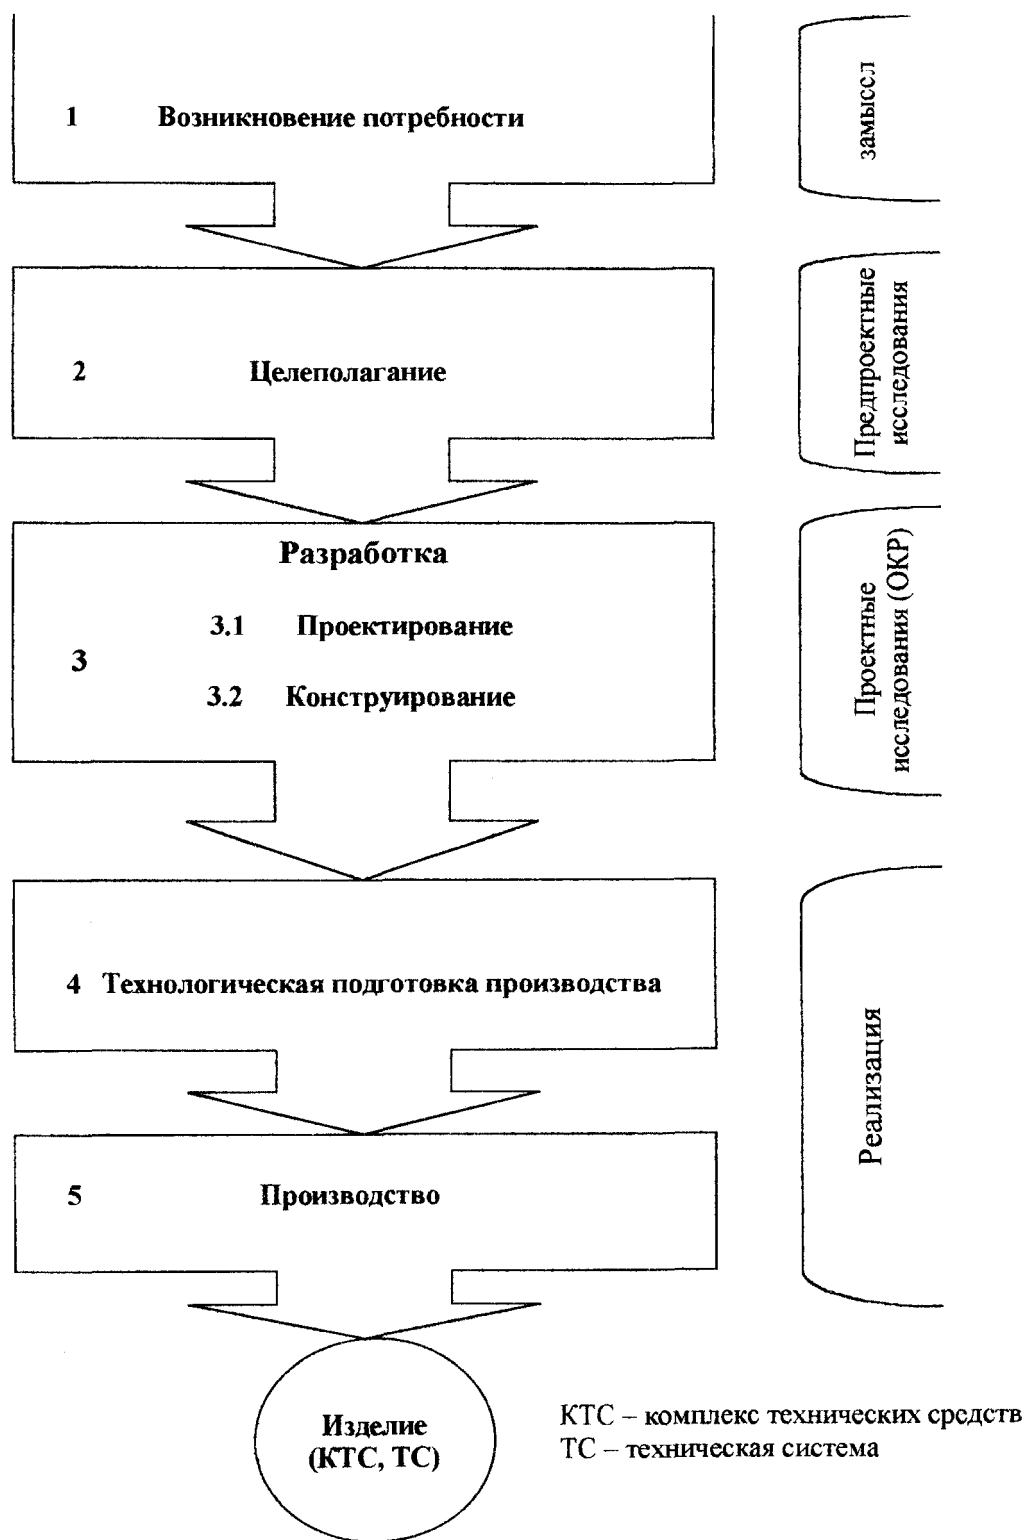 1 Возникновение потребности
замысел
2 Целеполагание
Предпроектные
исследования
Разработка
3.1 Проектирование
3
3.2 Конструирование
Проектные
исследования (ОКР)
4 Технологическая подготовка производства
Реализация
5 Производство
Изделие
(КТС, ТС)
КТС – комплекс технических средств
ТС – техническая система